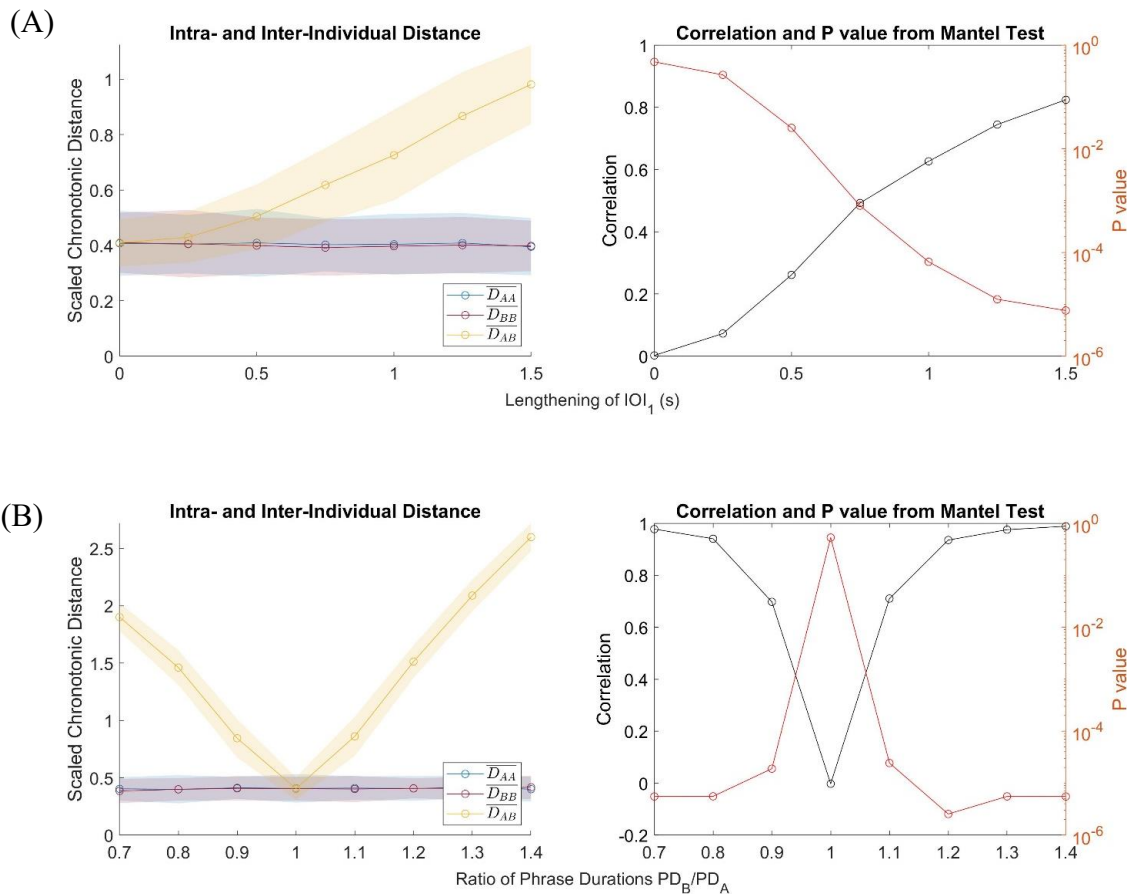 (A)
Intra- and Inter-Individual Distance
Correlation and P value from Mantel Test
Scaled Chronotonic Distance
1
0.8
0.6
0.4
0.2
0
0 0.5 1 1.5
D_AA
D_BB
D_AB
Correlation
1
0.8
0.6
0.4
0.2
0
0 0.5 1 1.5
10^0
10^-2
10^-4
10^-6
P value
Lengthening of IOI_1 (s)
(B)
Intra- and Inter-Individual Distance
Correlation and P value from Mantel Test
Scaled Chronotonic Distance
2.5
2
1.5
1
0.5
0
0.7 0.8 0.9 1 1.1 1.2 1.3 1.4
D_AA
D_BB
D_AB
Correlation
1
0.8
0.6
0.4
0.2
0
-0.2
0.7 0.8 0.9 1 1.1 1.2 1.3 1.4
10^0
10^-2
10^-4
10^-6
P value
Ratio of Phrase Durations PD_B/PD_A